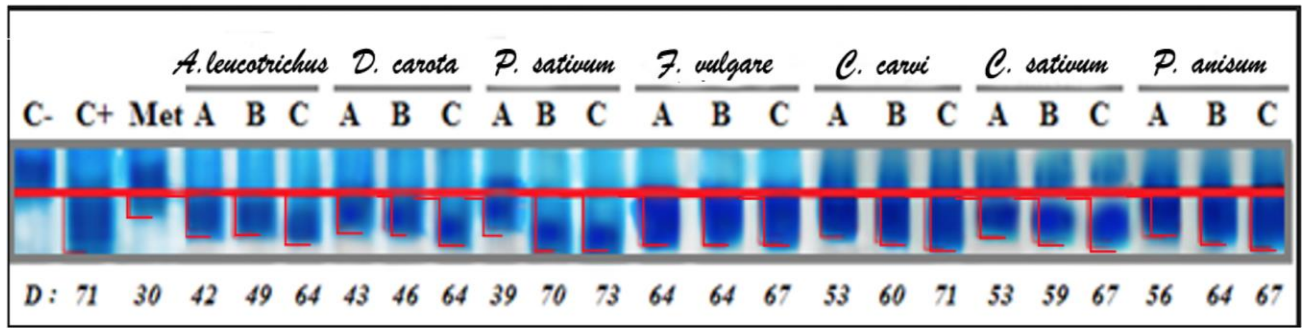 A.leucotrichus D. carota P. sativum F. vulgare C. carvi C. sativum P. anisum
C- C+ Met A B C A B C A B C A B C A B C A B C A B C
D : 71 30 42 49 64 43 46 64 39 70 73 64 64 67 53 60 71 53 59 67 56 64 67